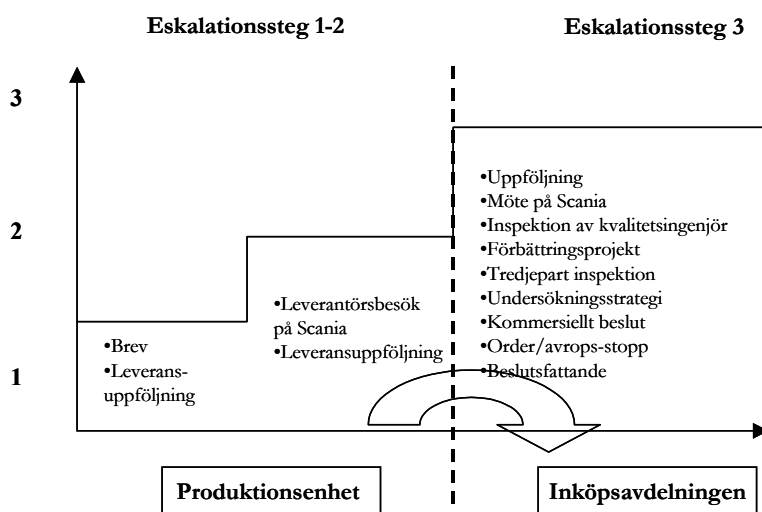 Eskalationssteg 1-2
Eskalationssteg 3
3
2
1
•Brev
•Leverans-
uppföljning
•Leverantörsbesök
på Scania
•Leveransuppföljning
•Uppföljning
•Möte på Scania
•Inspektion av kvalitetsingenjör
•Förbättringsprojekt
•Tredjepart inspektion
•Undersökningsstrategi
•Kommersiellt beslut
•Order/avrops-stopp
•Beslutsfattande
Produktionsenhet
Inköpsavdelningen